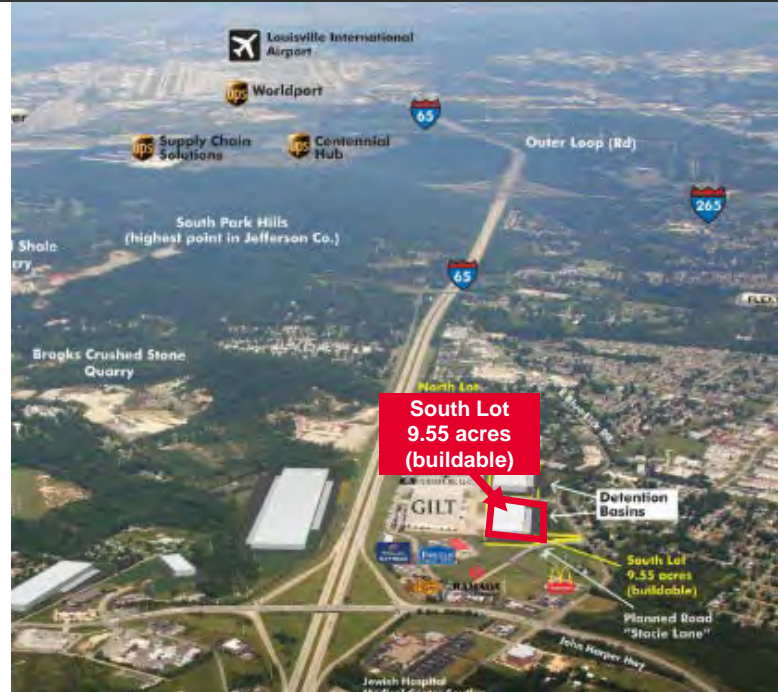 Louisville International
Airport
ups
Worldport
65
ups
Supply Chain
Solutions
ups
Centennial
Hub
Outer Loop (Rd)
265
South Park Hills
(highest point in Jefferson Co.)
Shale
65
Brooks Crushed Stone
Quarry
North Lot
South Lot
9.55 acres
(buildable)
GILT
Detention
Basins
South Lot
9.55 acres
(buildable)
RAMADA
Planned Road
"Stacie Lane"
John Harper Hwy
Jewish Hospital